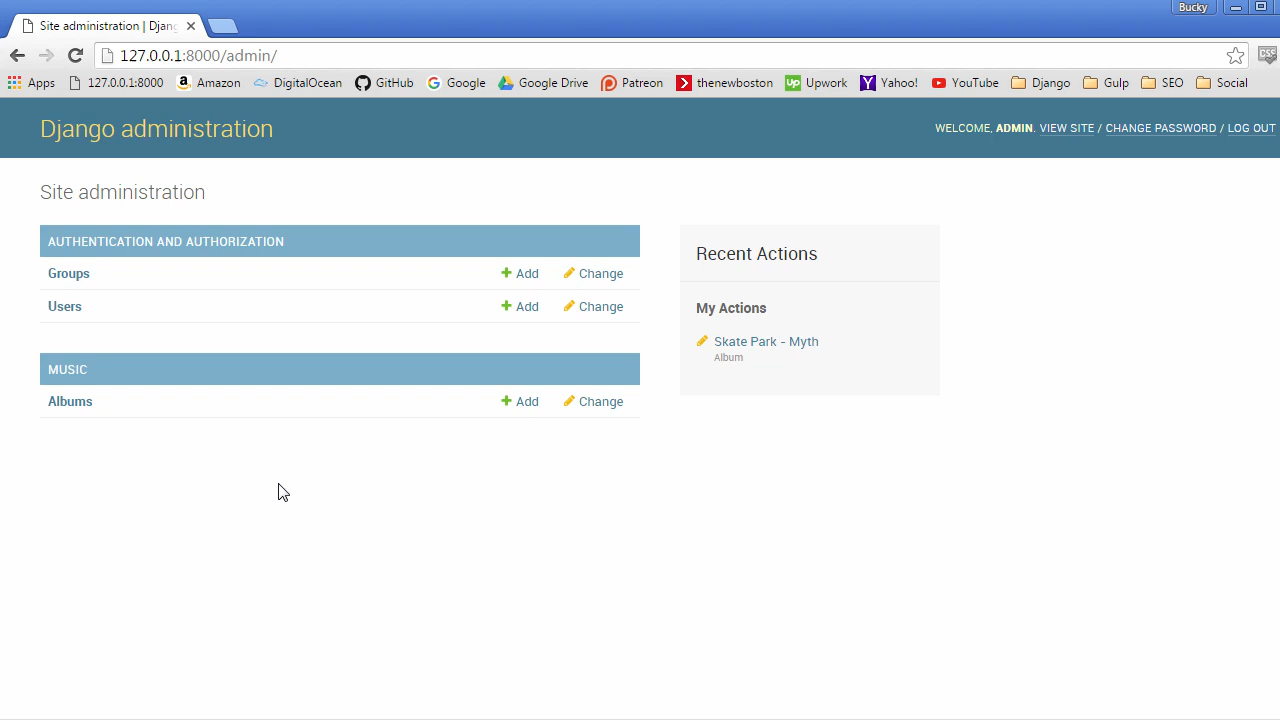 Bucky
Site administration | Djang
127.0.0.1:8000/admin/
Apps 127.0.0.1:8000 Amazon DigitalOcean GitHub Google Google Drive Patreon thenewboston Upwork Yahoo! YouTube Django Gulp SEO Social
Django administration
WELCOME, ADMIN. VIEW SITE / CHANGE PASSWORD / LOG OUT
Site administration
AUTHENTICATION AND AUTHORIZATION
Groups Add Change
Users Add Change
MUSIC
Albums Add Change
Recent Actions
My Actions
Skate Park - Myth
Album